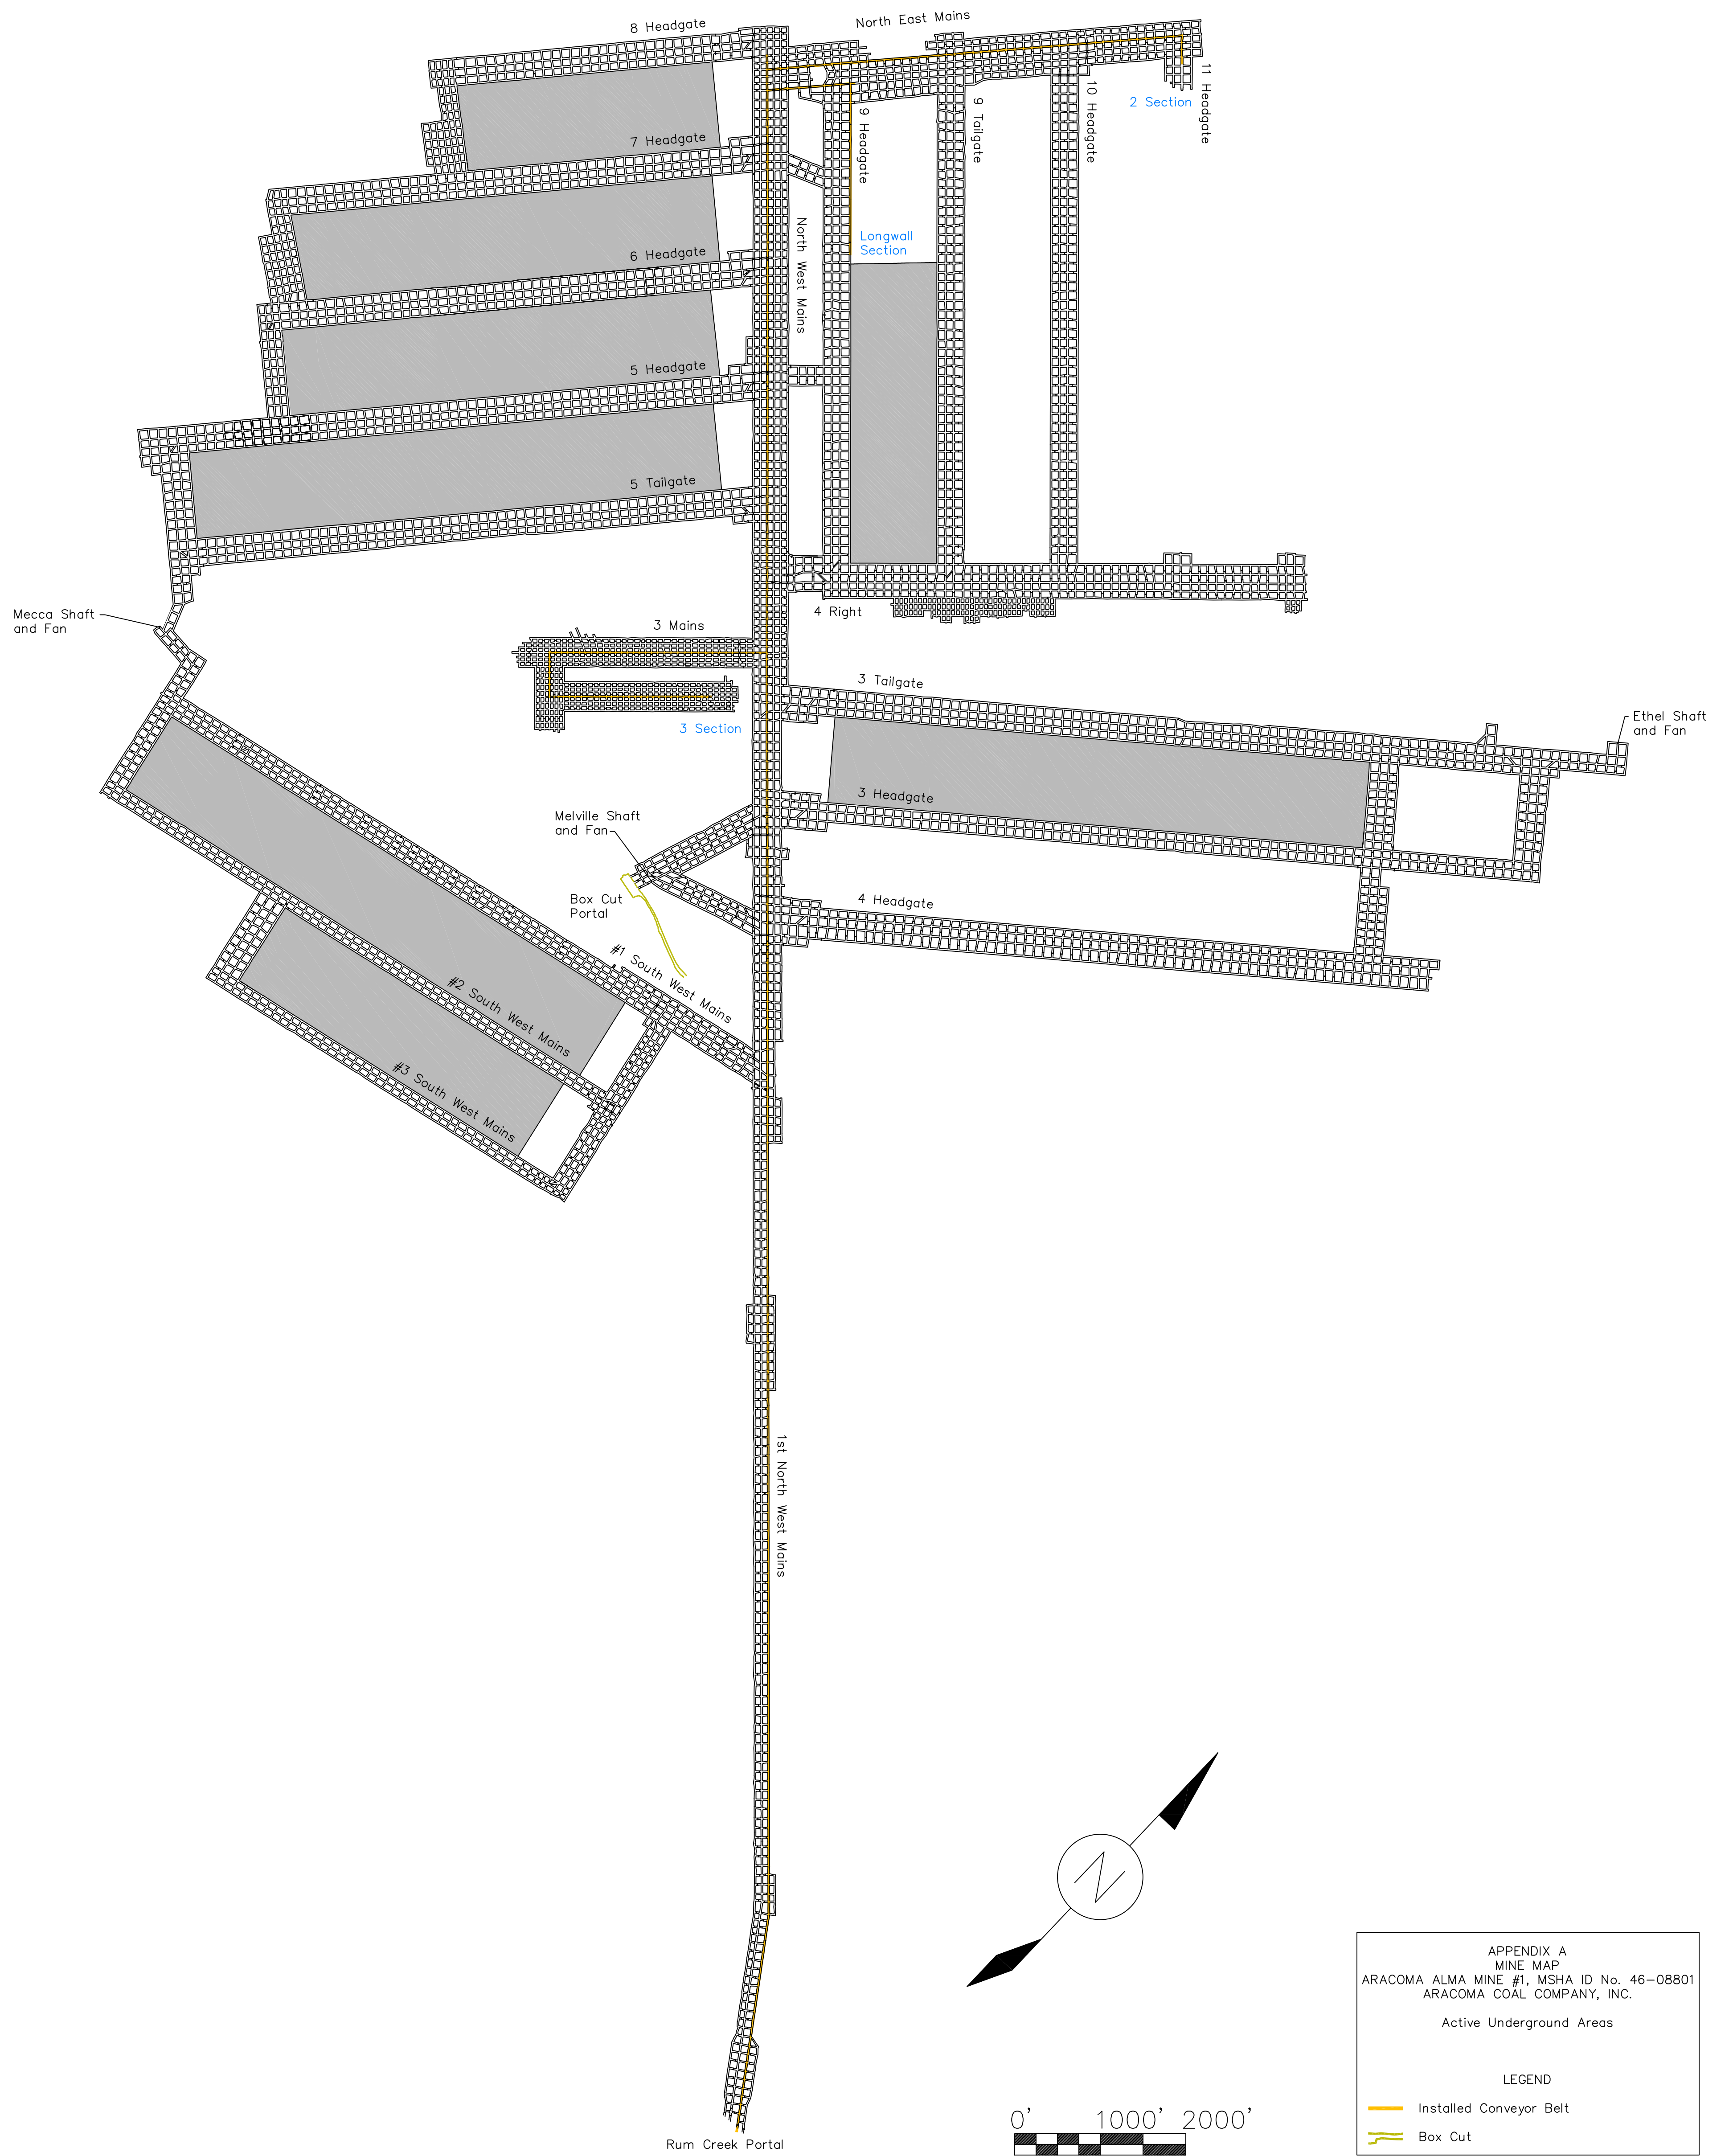 North East Mains
8 Headgate
11 Headgate
10 Headgate
2 Section
9 Tailgate
9 Headgate
7 Headgate
North West Mains
Longwall
Section
6 Headgate
5 Headgate
5 Tailgate
4 Right
Mecca Shaft
and Fan
3 Mains
3 Tailgate
3 Section
Ethel Shaft
and Fan
3 Headgate
Melville Shaft
and Fan
Box Cut
Portal
4 Headgate
#1 South West Mains
#2 South West Mains
#3 South West Mains
1st North West Mains
N
Rum Creek Portal
0' 1000' 2000'
APPENDIX A
MINE MAP
ARACOMA ALMA MINE #1, MSHA ID No. 46-08801
ARACOMA COAL COMPANY, INC.
Active Underground Areas
LEGEND
Installed Conveyor Belt
Box Cut